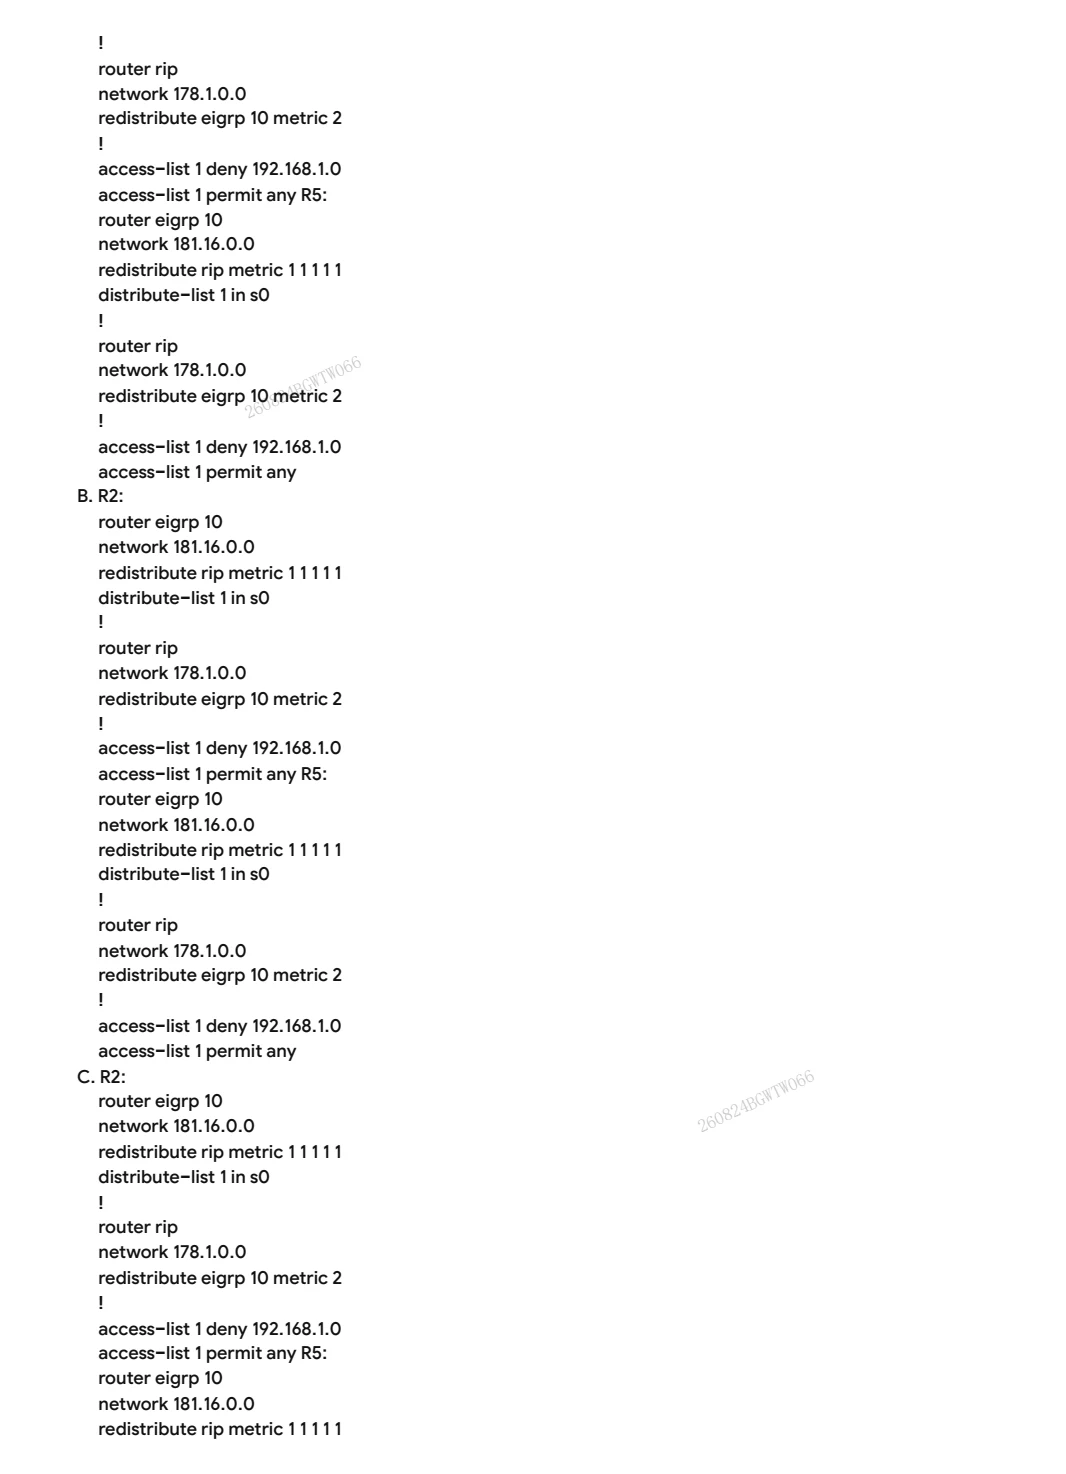 !
router rip
network 178.1.0.0
redistribute eigrp 10 metric 2
!
access-list 1 deny 192.168.1.0
access-list 1 permit any R5:
router eigrp 10
network 181.16.0.0
redistribute rip metric 1 1 1 1 1
distribute-list 1 in s0
!
router rip
network 178.1.0.0
260824BGWTW066
redistribute eigrp 10 metric 2
!
access-list 1 deny 192.168.1.0
access-list 1 permit any
B. R2:
router eigrp 10
network 181.16.0.0
redistribute rip metric 1 1 1 1 1
distribute-list 1 in s0
!
router rip
network 178.1.0.0
redistribute eigrp 10 metric 2
!
access-list 1 deny 192.168.1.0
access-list 1 permit any R5:
router eigrp 10
network 181.16.0.0
redistribute rip metric 1 1 1 1 1
distribute-list 1 in s0
!
router rip
network 178.1.0.0
redistribute eigrp 10 metric 2
!
access-list 1 deny 192.168.1.0
access-list 1 permit any
C. R2:
router eigrp 10
260824BGWTW066
network 181.16.0.0
redistribute rip metric 1 1 1 1 1
distribute-list 1 in s0
!
router rip
network 178.1.0.0
redistribute eigrp 10 metric 2
!
access-list 1 deny 192.168.1.0
access-list 1 permit any R5:
router eigrp 10
network 181.16.0.0
redistribute rip metric 1 1 1 1 1